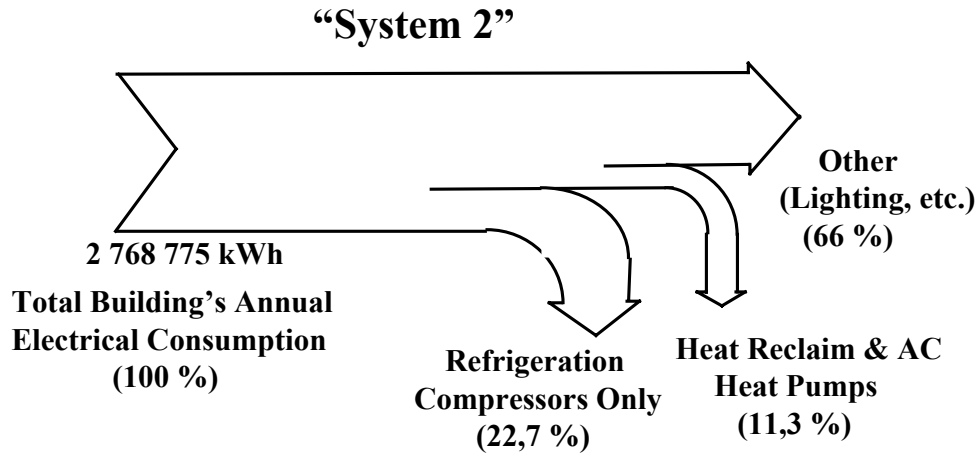 “System 2”
Other
(Lighting, etc.)
(66 %)
2 768 775 kWh
Total Building’s Annual
Electrical Consumption
(100 %)
Refrigeration
Compressors Only
(22,7 %)
Heat Reclaim & AC
Heat Pumps
(11,3 %)